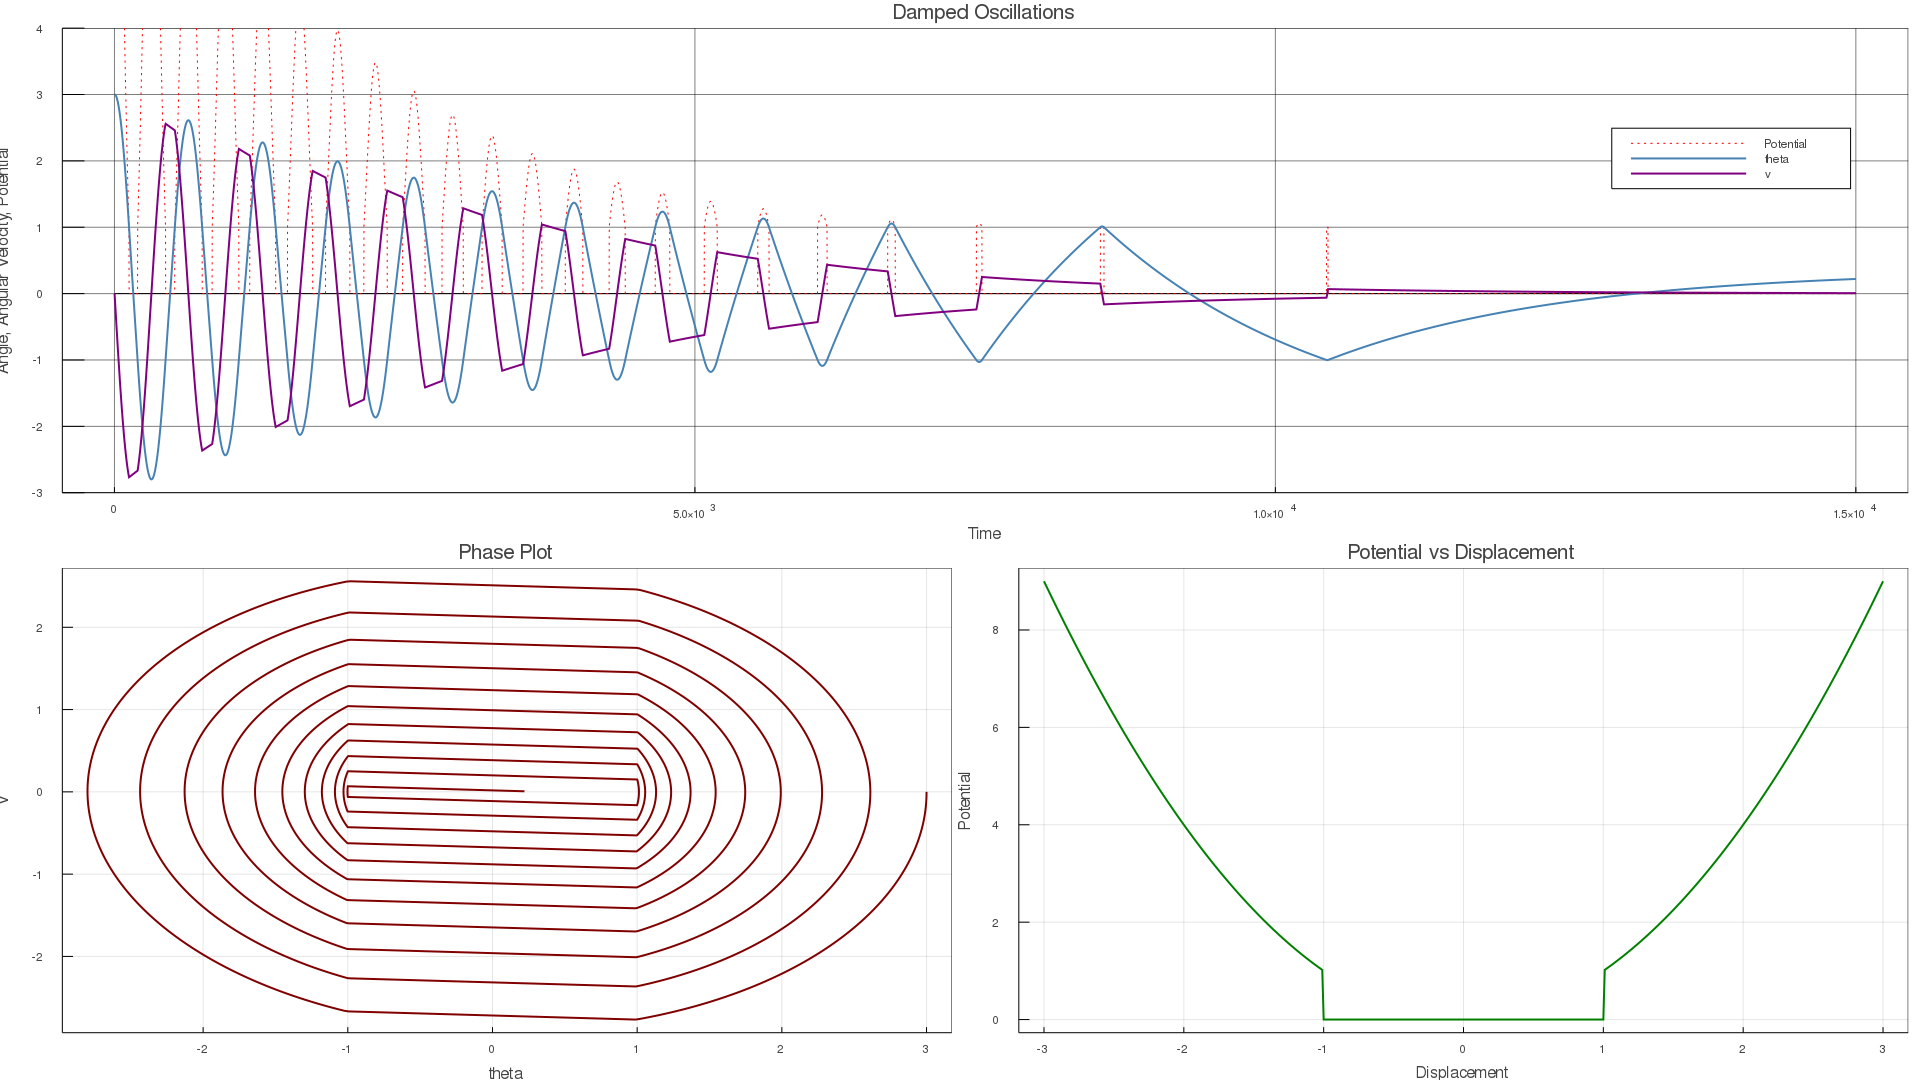 Damped Oscillations
4
3
2
1
0
-1
-2
-3
Angle, Angular Velocity, Potential
Potential
theta
v
0
5.0×10 3
1.0×10 4
1.5×10 4
Time
Phase Plot
2
1
0
-1
-2
v
-2
-1
0
1
2
3
theta
Potential vs Displacement
8
6
4
2
0
Potential
-3
-2
-1
0
1
2
3
Displacement